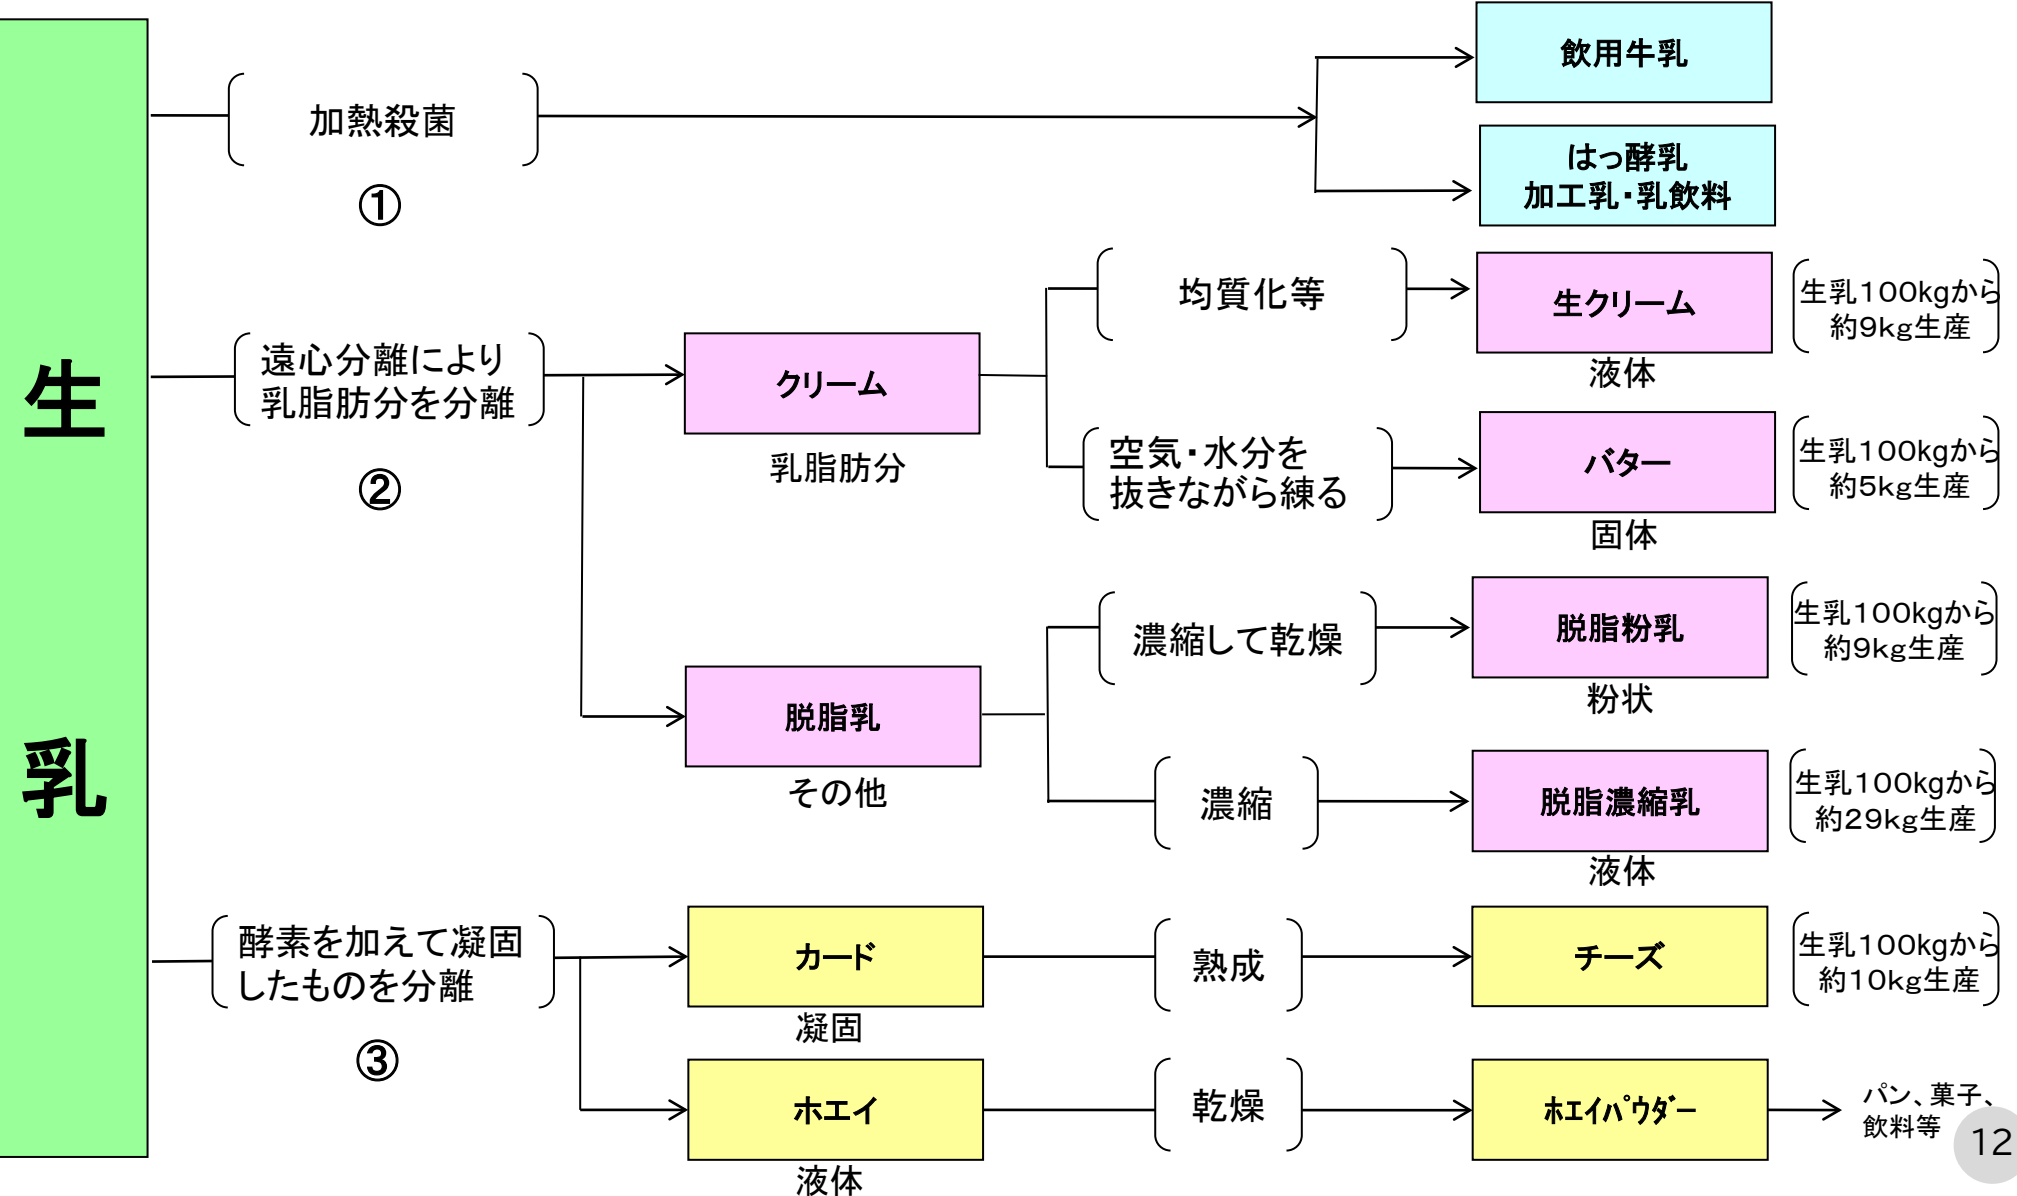 生
乳
加熱殺菌
①
飲用牛乳
はっ酵乳
加工乳・乳飲料
遠心分離により
乳脂肪分を分離
②
クリーム
乳脂肪分
均質化等
生クリーム
液体
生乳100kgから
約9kg生産
空気・水分を
抜きながら練る
バター
固体
生乳100kgから
約5kg生産
脱脂乳
その他
濃縮して乾燥
脱脂粉乳
粉状
生乳100kgから
約9kg生産
濃縮
脱脂濃縮乳
液体
生乳100kgから
約29kg生産
酵素を加えて凝固
したものを分離
③
カード
凝固
熟成
チーズ
生乳100kgから
約10kg生産
ホエイ
液体
乾燥
ホエイパウダー
パン、菓子、
飲料等
12